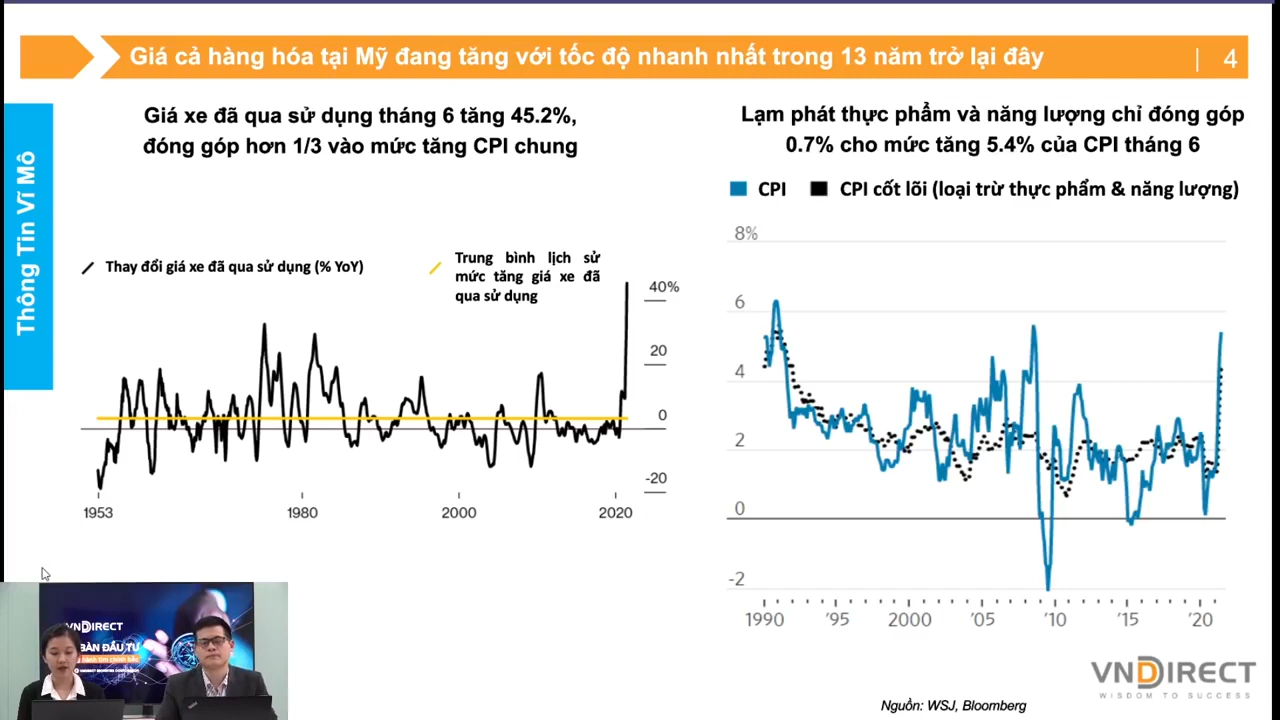 Giá cả hàng hóa tại Mỹ đang tăng với tốc độ nhanh nhất trong 13 năm trở lại đây
| 4
Thông Tin Vĩ Mô
Giá xe đã qua sử dụng tháng 6 tăng 45.2%,
đóng góp hơn 1/3 vào mức tăng CPI chung
Thay đổi giá xe đã qua sử dụng (% YoY)
Trung bình lịch sử
mức tăng giá xe đã
qua sử dụng
40%
20
0
-20
1953
1980
2000
2020
Lạm phát thực phẩm và năng lượng chỉ đóng góp
0.7% cho mức tăng 5.4% của CPI tháng 6
CPI
CPI cốt lõi (loại trừ thực phẩm & năng lượng)
8%
6
4
2
0
-2
1990
'95
2000
'05
'10
'15
'20
VNDIRECT
BÀN ĐẦU TƯ
VNDIRECT
WISDOM TO SUCCESS
Nguồn: WSJ, Bloomberg